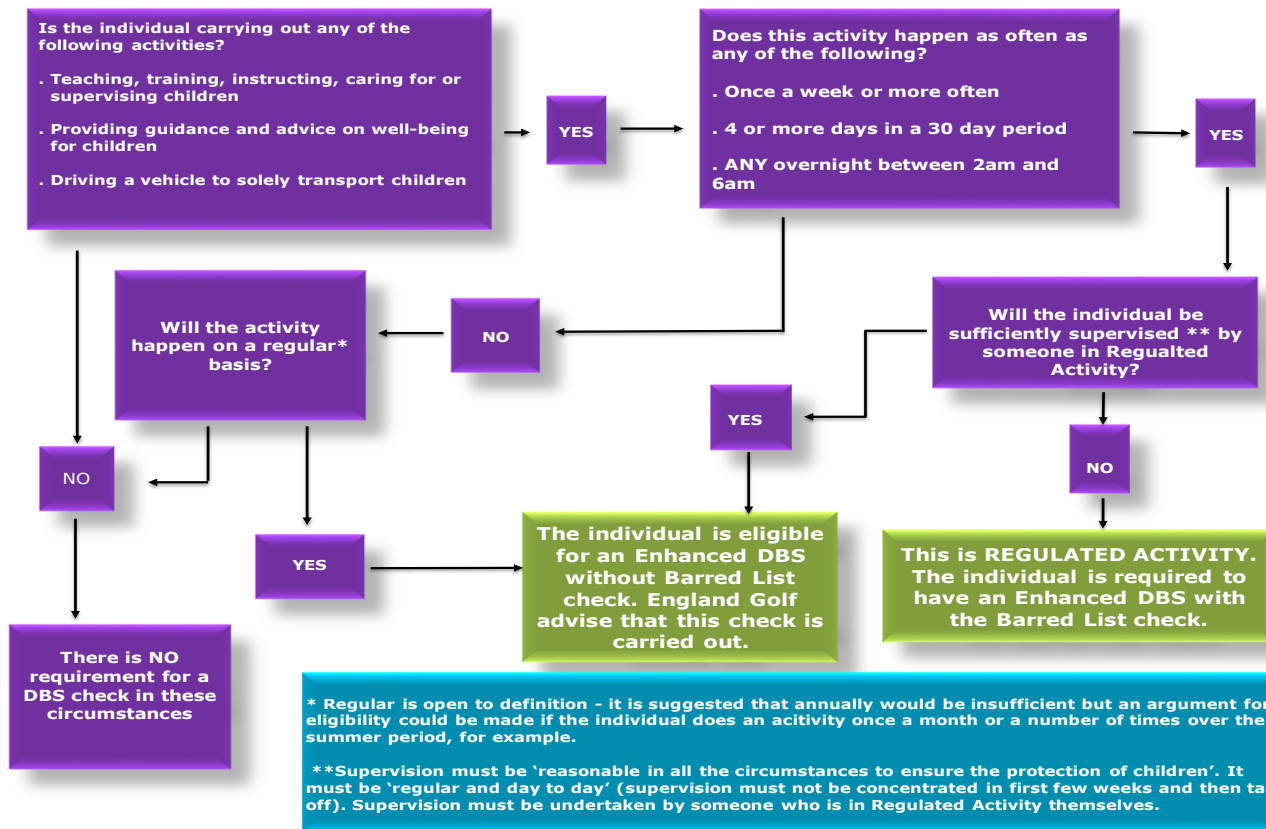 Is the individual carrying out any of the
following activities?
. Teaching, training, instructing, caring for or
supervising children
. Providing guidance and advice on well-being
for children
. Driving a vehicle to solely transport children
YES
Does this activity happen as often as
any of the following?
. Once a week or more often
. 4 or more days in a 30 day period
. ANY overnight between 2am and
6am
YES
Will the activity
happen on a regular*
basis?
NO
Will the individual be
sufficiently supervised ** by
someone in Regualted
Activity?
YES
NO
NO
YES
The individual is eligible
for an Enhanced DBS
without Barred List
check. England Golf
advise that this check is
carried out.
This is REGULATED ACTIVITY.
The individual is required to
have an Enhanced DBS with
the Barred List check.
There is NO
requirement for a
DBS check in these
circumstances
* Regular is open to definition - it is suggested that annually would be insufficient but an argument for
eligibility could be made if the individual does an acitivity once a month or a number of times over the
summer period, for example.
**Supervision must be ‘reasonable in all the circumstances to ensure the protection of children’. It
must be ‘regular and day to day’ (supervision must not be concentrated in first few weeks and then ta
off). Supervision must be undertaken by someone who is in Regulated Activity themselves.